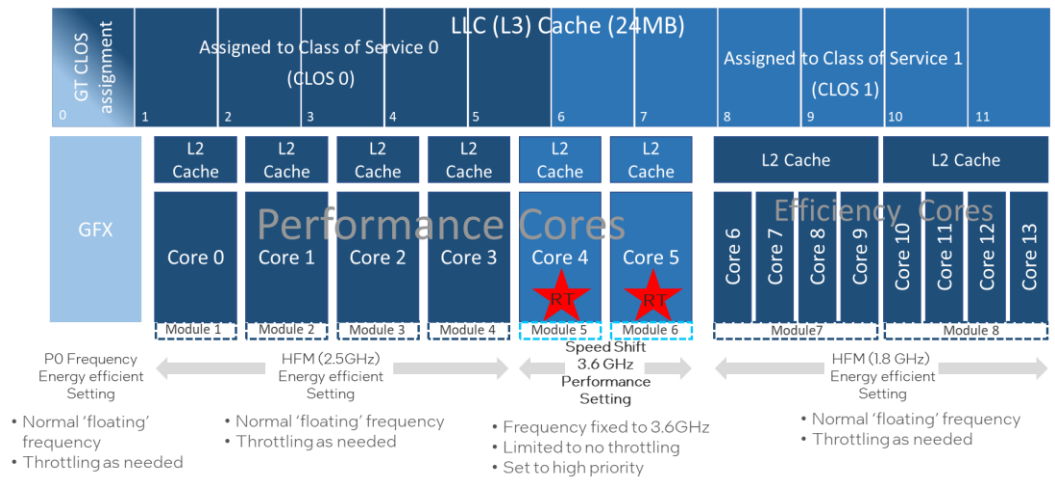 LLC (L3) Cache (24MB)
GT CLOS
assignment
Assigned to Class of Service 0
(CLOS 0)
Assigned to Class of Service 1
(CLOS 1)
0
1
2
3
4
5
6
7
8
9
10
11
L2
Cache
L2
Cache
L2
Cache
L2
Cache
L2
Cache
L2
Cache
L2 Cache
L2 Cache
Performance Cores
Efficiency Cores
GFX
Core 0
Core 1
Core 2
Core 3
Core 4
Core 5
Core 6
Core 7
Core 8
Core 9
Core 10
Core 11
Core 12
Core 13
RT
RT
Module 1
Module 2
Module 3
Module 4
Module 5
Module 6
Module7
Module 8
P0 Frequency
Energy efficient
Setting
• Normal ‘floating’
frequency
• Throttling as needed
HFM (2.5GHz)
Energy efficient
Setting
• Normal ‘floating’ frequency
• Throttling as needed
Speed Shift
3.6 GHz
Performance
Setting
• Frequency fixed to 3.6GHz
• Limited to no throttling
• Set to high priority
HFM (1.8 GHz)
Energy efficient
Setting
• Normal ‘floating’ frequency
• Throttling as needed